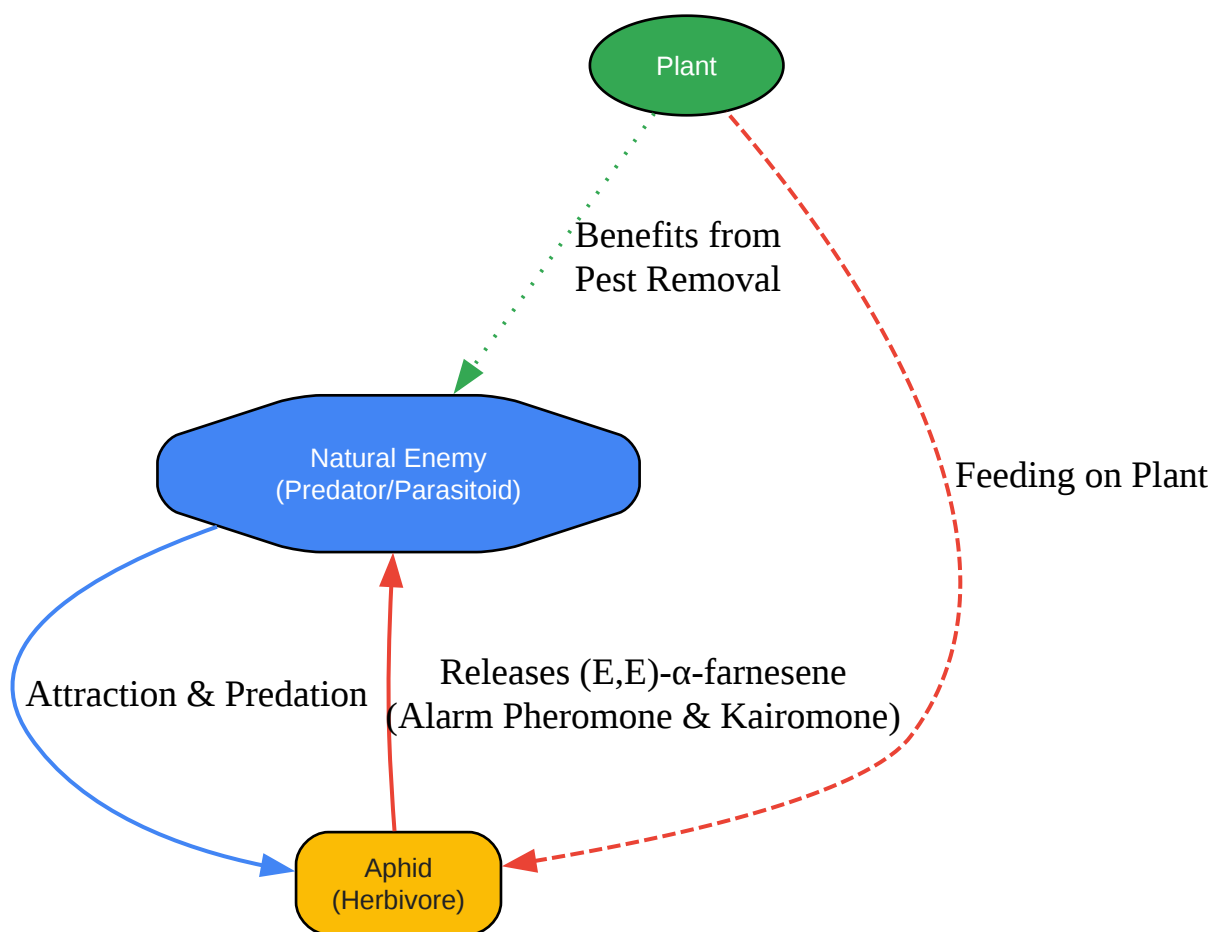 Plant
Benefits from
Pest Removal
Natural Enemy
(Predator/Parasitoid)
Feeding on Plant
Attraction & Predation
Releases (E,E)-α-farnesene
(Alarm Pheromone & Kairomone)
Aphid
(Herbivore)